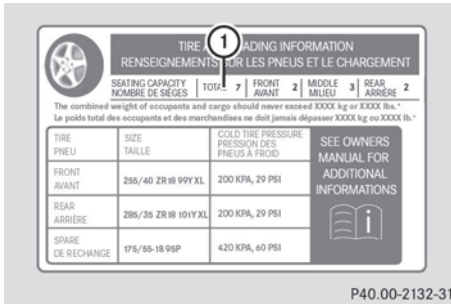 1
TIRE A ADING INFORMATION
RENSEIGNEMENTS SUR LES PNEUS ET LE CHARGEMENT
SEATING CAPACITY TOTAL 7 FRONT 2 MIDDLE 3 REAR 2
NOMBRE DE SIÈGES AVANT MILIEU ARRIÈRE
The combined weight of occupants and cargo should never exceed XXXX kg or XXXX lbs.*
Le poids total des occupants et des marchandises ne doit jamais dépasser XXXX kg ou XXXX lb.*
TIRE SIZE COLD TIRE PRESSURE SEE OWNERS
PNEU TAILLE PRESSION DES MANUAL FOR
PNEUS À FROID ADDITIONAL
INFORMATIONS
FRONT
AVANT 255/40 ZR18 99Y XL 200 KPA, 29 PSI
REAR
ARRIÈRE 285/35 ZR18 101Y XL 200 KPA, 29 PSI
i
SPARE
DE RECHANGE 175/55-18 95P 420 KPA, 60 PSI
P40.00-2132-31